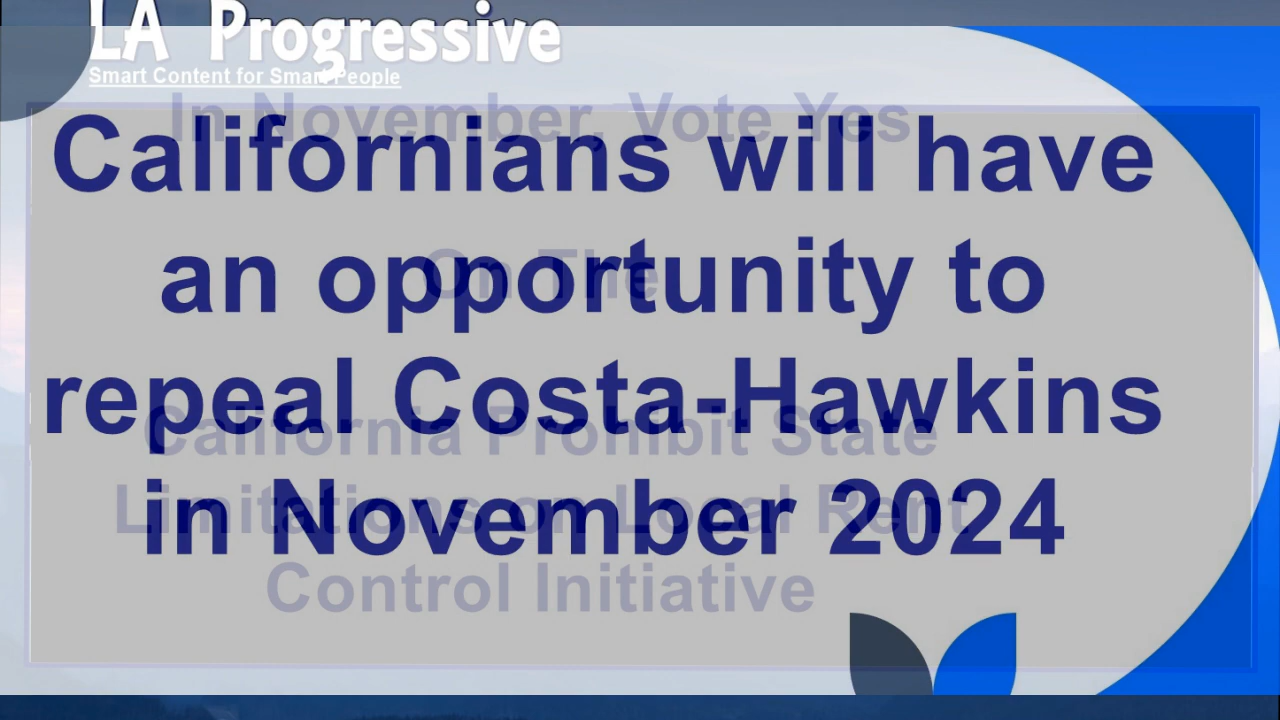 LA Progressive
Smart Content for Smart People
In November, Vote Yes
Californians will have
On The
an opportunity to
repeal Costa-Hawkins
California Prohibit State
Limitations on Local Rent
in November 2024
Control Initiative